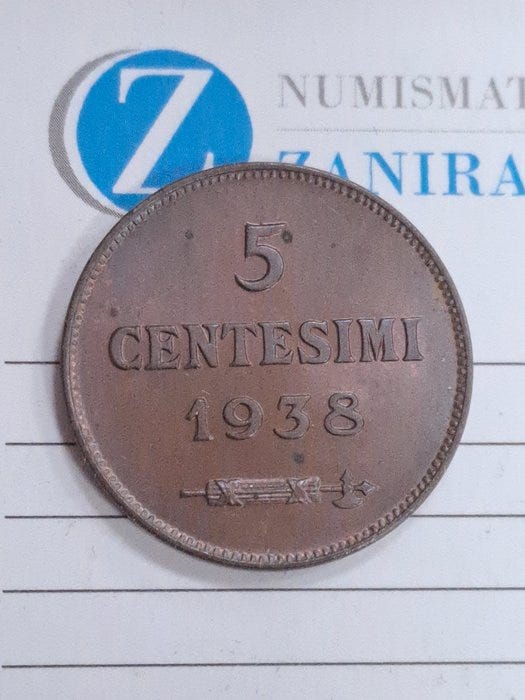 Z
NUMISMAT
ZANIRA
5
CENTESIMI
1938